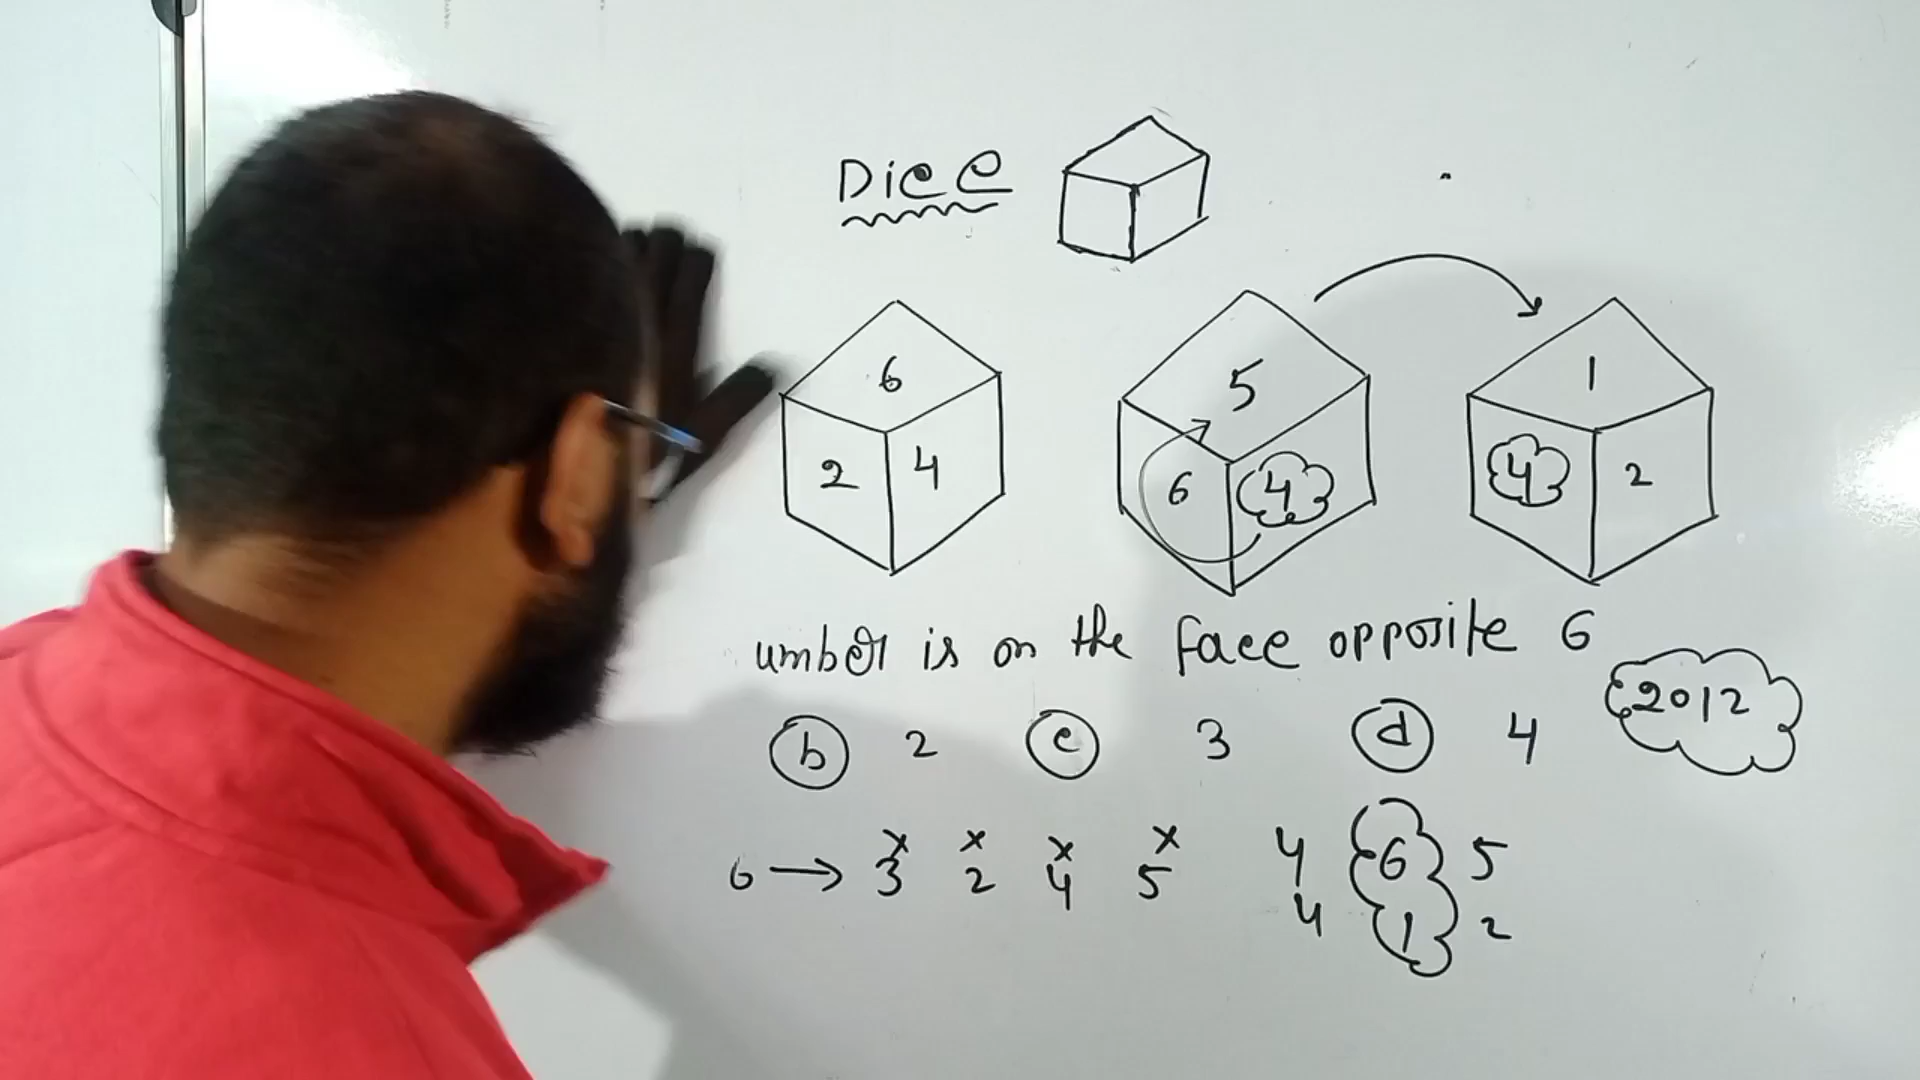 Dice
6
2 4
5
6 4
1
4 2
umber is on the face opposite 6
2012
b 2 c 3 d 4
x x x x
6 → 3 2 4 5
4 6 5
4 1 2